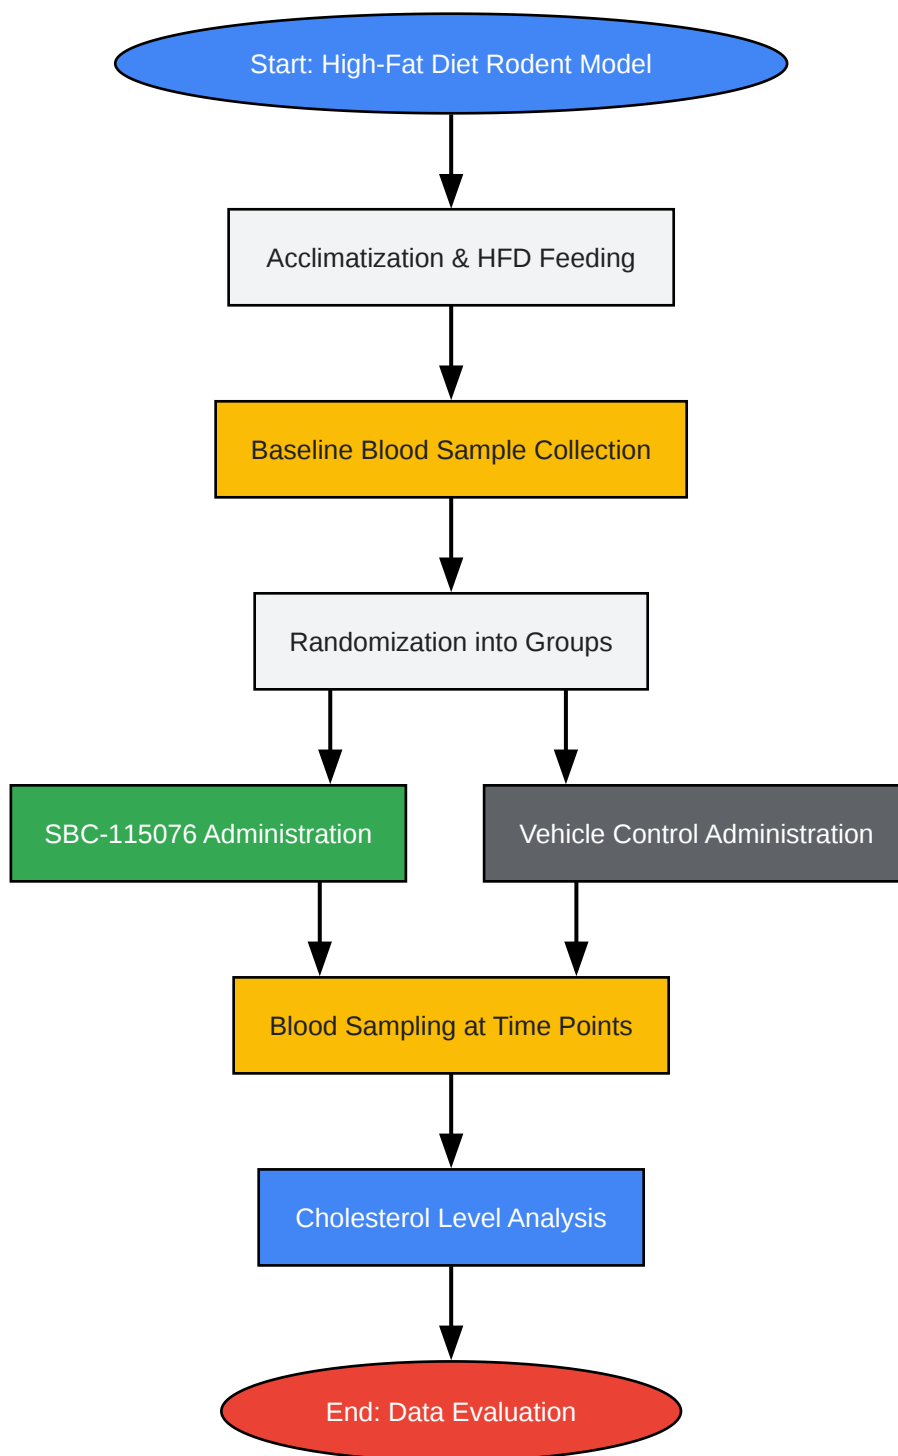 Start: High-Fat Diet Rodent Model
Acclimatization & HFD Feeding
Baseline Blood Sample Collection
Randomization into Groups
SBC-115076 Administration
Vehicle Control Administration
Blood Sampling at Time Points
Cholesterol Level Analysis
End: Data Evaluation